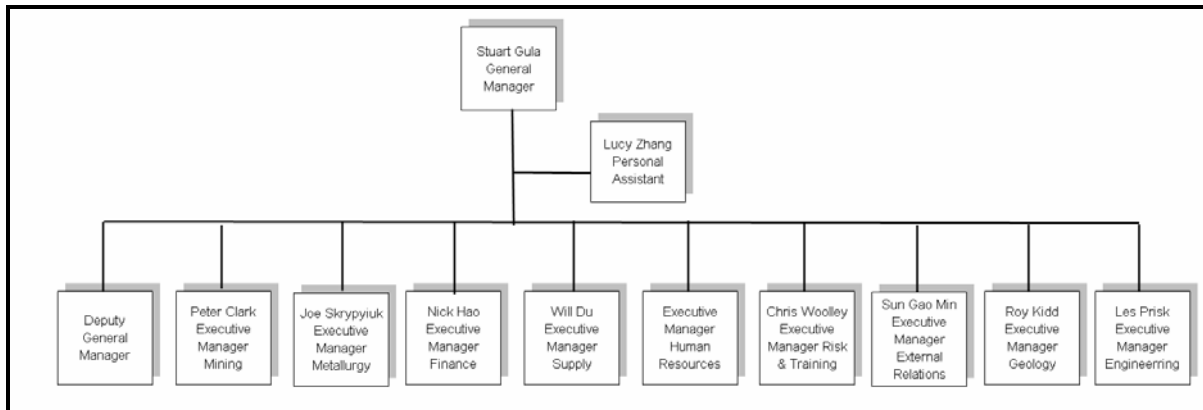 Stuart Gula
General
Manager
Lucy Zhang
Personal
Assistant
Deputy
General
Manager
Peter Clark
Executive
Manager
Mining
Joe Skrypyiuk
Executive
Manager
Metallurgy
Nick Hao
Executive
Manager
Finance
Will Du
Executive
Manager
Supply
Executive
Manager
Human
Resources
Chris Woolley
Executive
Manager Risk
& Training
Sun Gao Min
Executive
Manager
External
Relations
Roy Kidd
Executive
Manager
Geology
Les Prisk
Executive
Manager
Engineerring